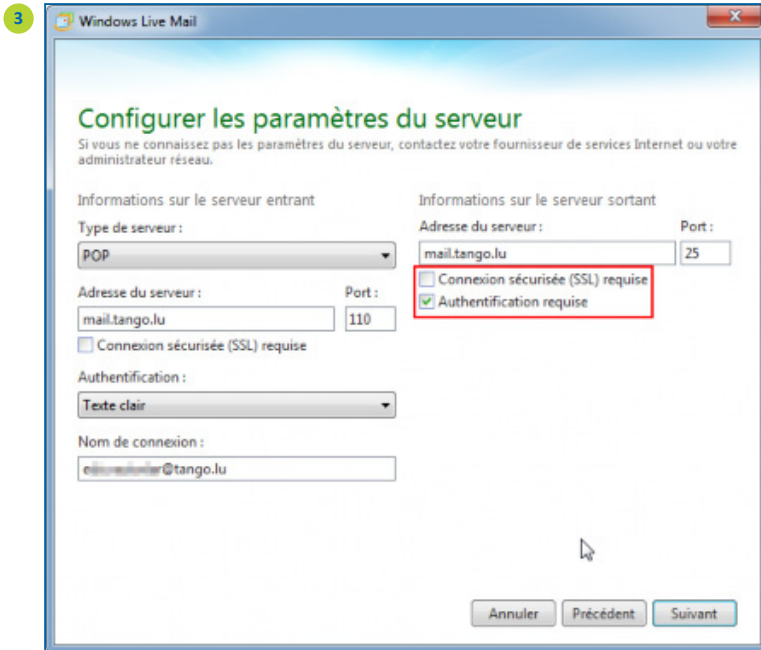 3
Windows Live Mail
Configurer les paramètres du serveur
Si vous ne connaissez pas les paramètres du serveur, contactez votre fournisseur de services Internet ou votre
administrateur réseau.
Informations sur le serveur entrant
Type de serveur :
POP
Adresse du serveur :
Port :
mail.tango.lu
110
Connexion sécurisée (SSL) requise
Authentification :
Texte clair
Nom de connexion :
@tango.lu
Informations sur le serveur sortant
Adresse du serveur :
Port :
mail.tango.lu
25
Connexion sécurisée (SSL) requise
Authentification requise
Annuler
Précédent
Suivant